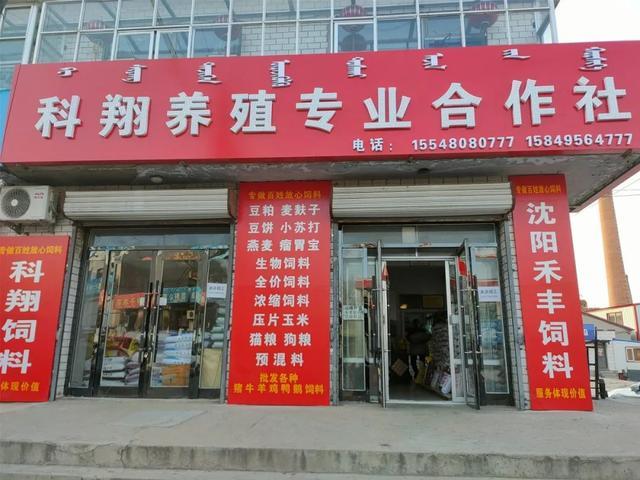 科翔养殖专业合作社
电话： 15548080777 15849564777
专做百姓放心饲料
科翔饲料
服务体现价值
专做百姓放心饲料
豆粕 麦麸子
豆饼 小苏打
燕麦 瘤胃宝
生物饲料
全价饲料
浓缩饲料
压片玉米
猫粮 狗粮
预混料
批发各种
猪牛羊鸡鸭鹅饲料
专做百姓放心饲料
沈阳禾丰饲料
服务体现价值